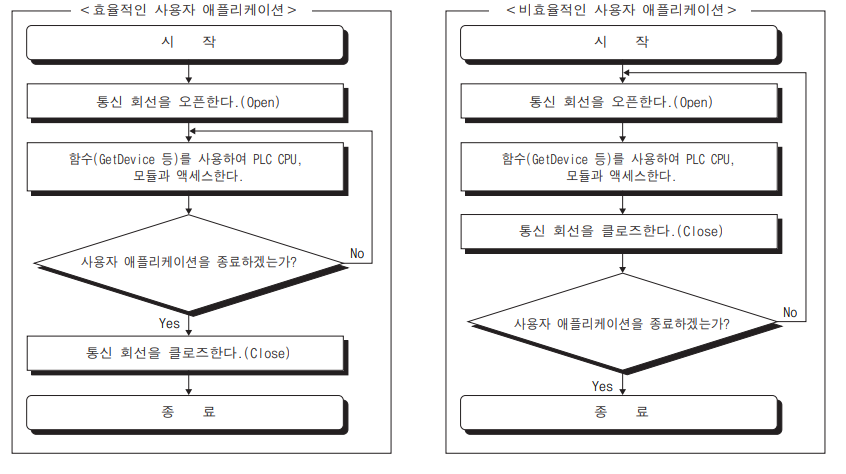 <효율적인 사용자 애플리케이션>
시 작
통신 회선을 오픈한다.(Open)
함수(GetDevice 등)를 사용하여 PLC CPU,
모듈과 액세스한다.
사용자 애플리케이션을 종료하겠는가?
No
Yes
통신 회선을 클로즈한다.(Close)
종 료
<비효율적인 사용자 애플리케이션>
시 작
통신 회선을 오픈한다.(Open)
함수(GetDevice 등)를 사용하여 PLC CPU,
모듈과 액세스한다.
통신 회선을 클로즈한다.(Close)
사용자 애플리케이션을 종료하겠는가?
No
Yes
종 료